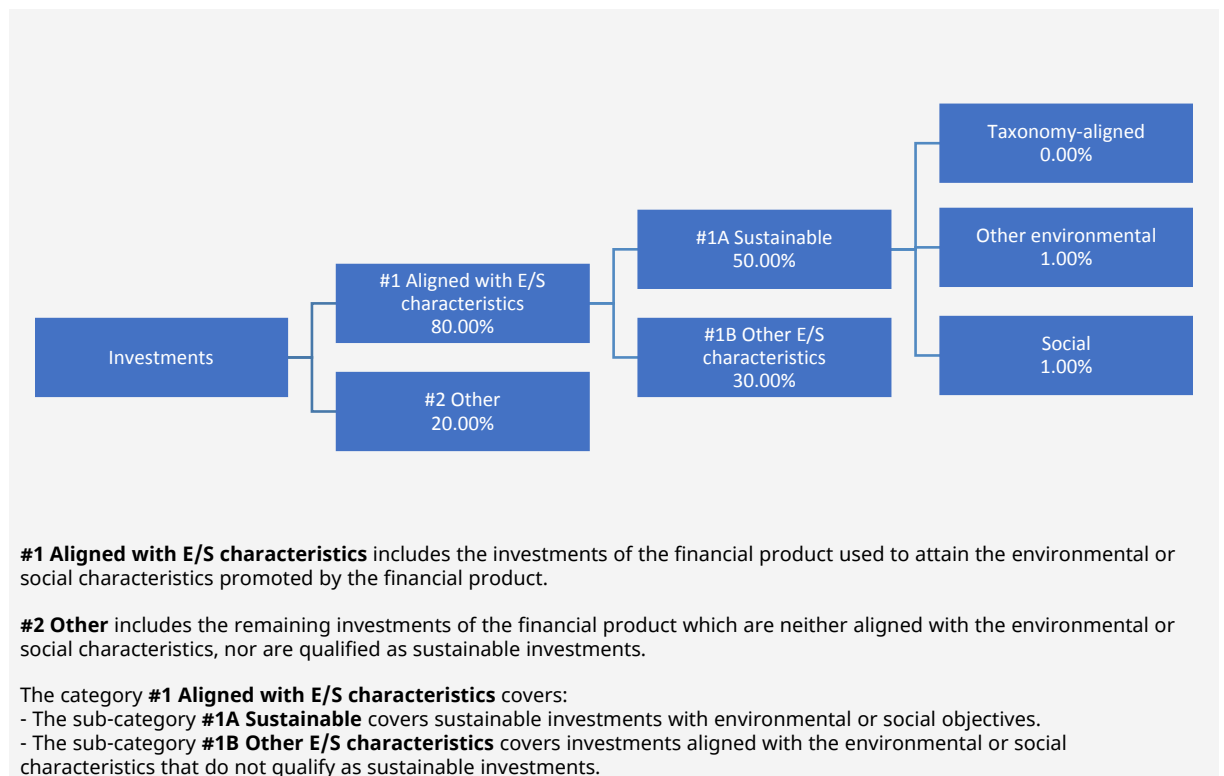 Taxonomy-aligned
0.00%
#1A Sustainable
50.00%
Other environmental
1.00%
#1 Aligned with E/S
characteristics
80.00%
Investments
#1B Other E/S
characteristics
30.00%
Social
1.00%
#2 Other
20.00%
#1 Aligned with E/S characteristics includes the investments of the financial product used to attain the environmental or
social characteristics promoted by the financial product.
#2 Other includes the remaining investments of the financial product which are neither aligned with the environmental or
social characteristics, nor are qualified as sustainable investments.
The category #1 Aligned with E/S characteristics covers:
- The sub-category #1A Sustainable covers sustainable investments with environmental or social objectives.
- The sub-category #1B Other E/S characteristics covers investments aligned with the environmental or social
characteristics that do not qualify as sustainable investments.